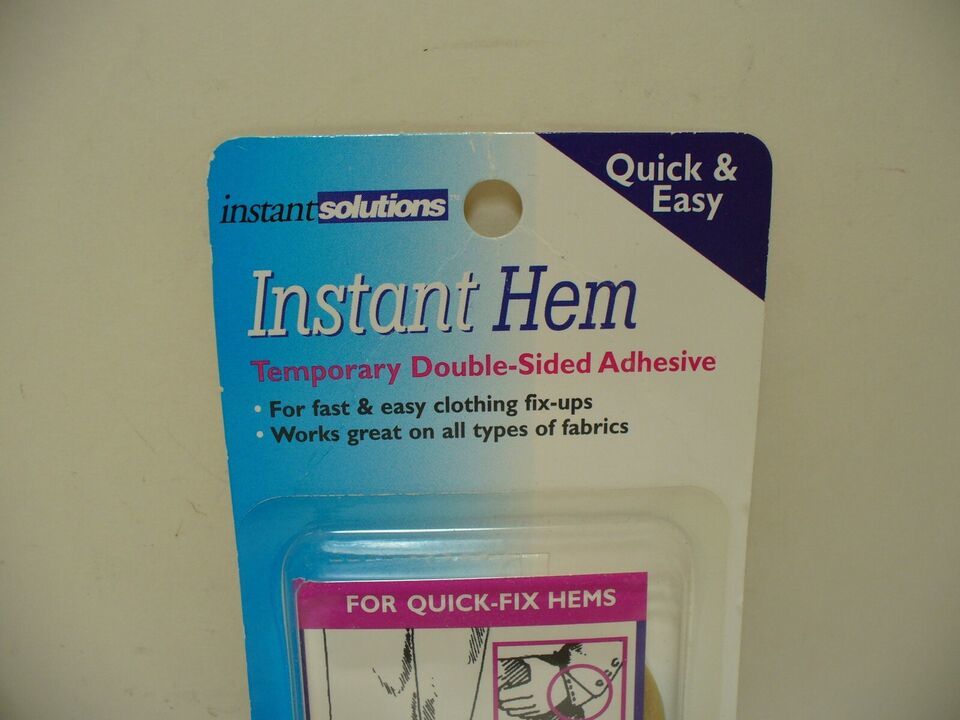 Quick &
Easy
instantsolutions™
Instant Hem
Temporary Double-Sided Adhesive
• For fast & easy clothing fix-ups
• Works great on all types of fabrics
FOR QUICK-FIX HEMS